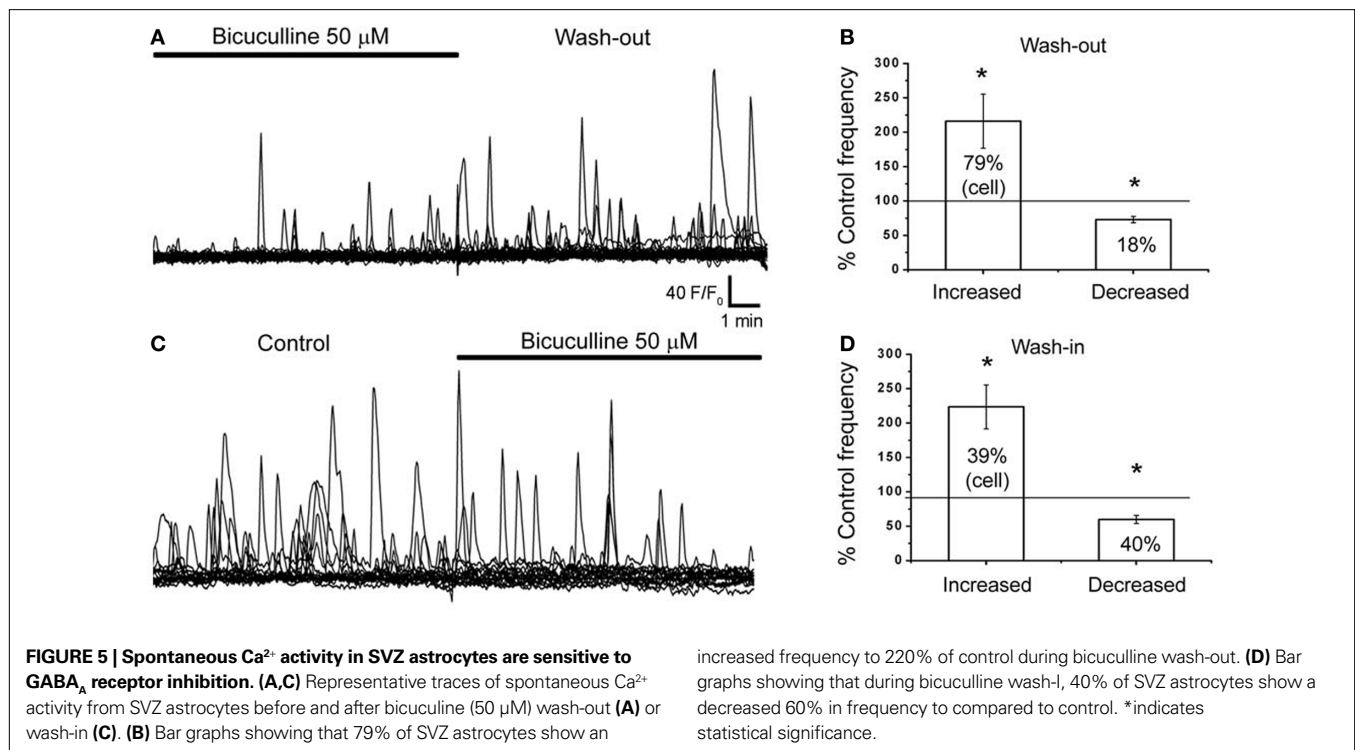 A
Bicuculline 50 μM
Wash-out
40 F/F₀
1 min
B
Wash-out
% Control frequency
300
250
200
150
100
50
0
*
79%
(cell)
*
18%
Increased
Decreased
C
Control
Bicuculline 50 μM
D
Wash-in
% Control frequency
300
250
200
150
100
50
0
*
39%
(cell)
*
40%
Increased
Decreased
FIGURE 5 | Spontaneous Ca²⁺ activity in SVZ astrocytes are sensitive to
GABA_A receptor inhibition. (A,C) Representative traces of spontaneous Ca²⁺
activity from SVZ astrocytes before and after bicuculine (50 μM) wash-out (A) or
wash-in (C). (B) Bar graphs showing that 79% of SVZ astrocytes show an
increased frequency to 220% of control during bicuculline wash-out. (D) Bar
graphs showing that during bicuculline wash-I, 40% of SVZ astrocytes show a
decreased 60% in frequency to compared to control. *indicates
statistical significance.